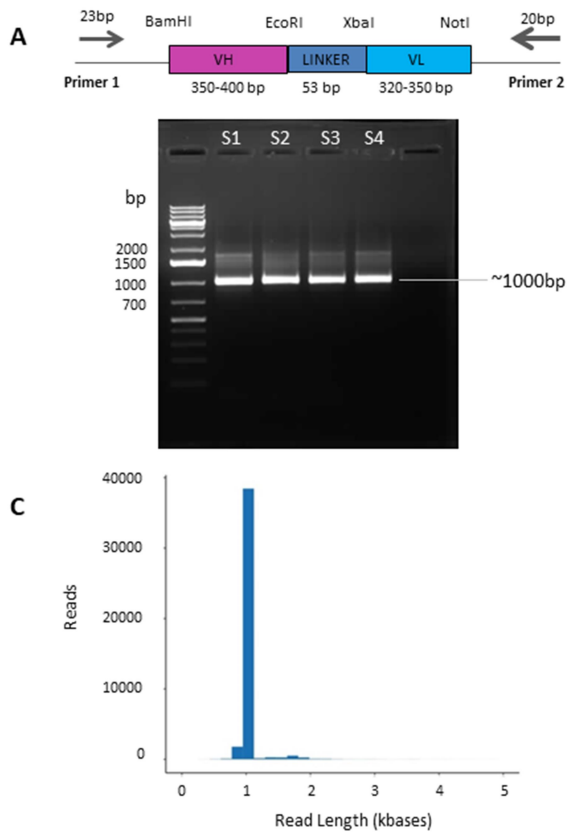 A
23bp
BamHI
EcoRI
XbaI
NotI
20bp
VH
LINKER
VL
Primer 1
350-400 bp
53 bp
320-350 bp
Primer 2
S1 S2 S3 S4
bp
2000
1500
1000
700
~1000bp
C
40000
30000
20000
10000
0
Reads
0 1 2 3 4 5
Read Length (kbases)